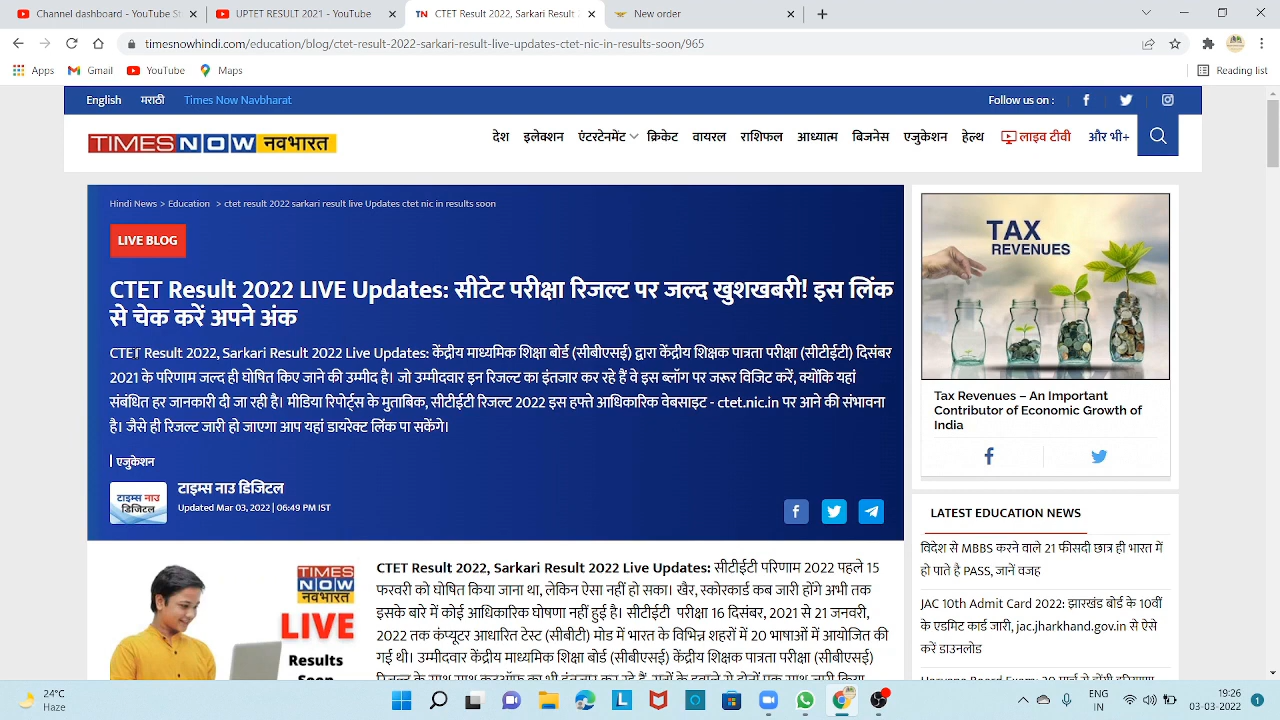 Channel dashboard - YouTube St
UPTET RESULT 2021 - YouTube
CTET Result 2022, Sarkari Result
New order
timesnowhindi.com/education/blog/ctet-result-2022-sarkari-result-live-updates-ctet-nic-in-results-soon/965
Apps
Gmail
YouTube
Maps
Reading list
English
मराठी
Times Now Navbharat
Follow us on :
TIMES NOW नवभारत
देश
इलेक्शन
एंटरटेनमेंट
क्रिकेट
वायरल
राशिफल
आध्यात्म
बिजनेस
एजुकेशन
हेल्थ
लाइव टीवी
और भी+
Hindi News > Education > ctet result 2022 sarkari result live Updates ctet nic in results soon
LIVE BLOG
CTET Result 2022 LIVE Updates: सीटेट परीक्षा रिजल्ट पर जल्द खुशखबरी! इस लिंक
से चेक करें अपने अंक
CTET Result 2022, Sarkari Result 2022 Live Updates: केंद्रीय माध्यमिक शिक्षा बोर्ड (सीबीएसई) द्वारा केंद्रीय शिक्षक पात्रता परीक्षा (सीटीईटी) दिसंबर
2021 के परिणाम जल्द ही घोषित किए जाने की उम्मीद है। जो उम्मीदवार इन रिजल्ट का इंतजार कर रहे हैं वे इस ब्लॉग पर जरूर विजिट करें, क्योंकि यहां
संबंधित हर जानकारी दी जा रही है। मीडिया रिपोर्ट्स के मुताबिक, सीटीईटी रिजल्ट 2022 इस हफ्ते आधिकारिक वेबसाइट - ctet.nic.in पर आने की संभावना
है। जैसे ही रिजल्ट जारी हो जाएगा आप यहां डायरेक्ट लिंक पा सकेंगे।
| एजुकेशन
टाइम्स नाउ डिजिटल
टाइम्स नाउ डिजिटल
Updated Mar 03, 2022 | 06:49 PM IST
TIMES NOW नवभारत
LIVE
Results
Soon
CTET Result 2022, Sarkari Result 2022 Live Updates: सीटीईटी परिणाम 2022 पहले 15
फरवरी को घोषित किया जाना था, लेकिन ऐसा नहीं हो सका। खैर, स्कोरकार्ड कब जारी होंगे अभी भी
इसके बारे में कोई आधिकारिक घोषणा नहीं हुई है। सीटीईटी परीक्षा 16 दिसंबर, 2021 से 21 जनवरी,
2022 तक कंप्यूटर आधारित टेस्ट (सीबीटी) मोड में भारत के विभिन्न शहरों में 20 भाषाओं में आयोजित की
गई थी। उम्मीदवार केंद्रीय माध्यमिक शिक्षा बोर्ड (सीबीएसई) केंद्रीय शिक्षक पात्रता परीक्षा (सीटीईटी)
TAX
REVENUES
Tax Revenues – An Important
Contributor of Economic Growth of
India
LATEST EDUCATION NEWS
विदेश से MBBS करने वाले 21 फीसदी छात्र ही भारत में
हो पाते है PASS, जानें वजह
JAC 10th Admit Card 2022: झारखंड बोर्ड के 10वीं
के एडमिट कार्ड जारी, jac.jharkhand.gov.in से ऐसे
करें डाउनलोड
24°C
Haze
ENG
IN
19:26
03-03-2022
1